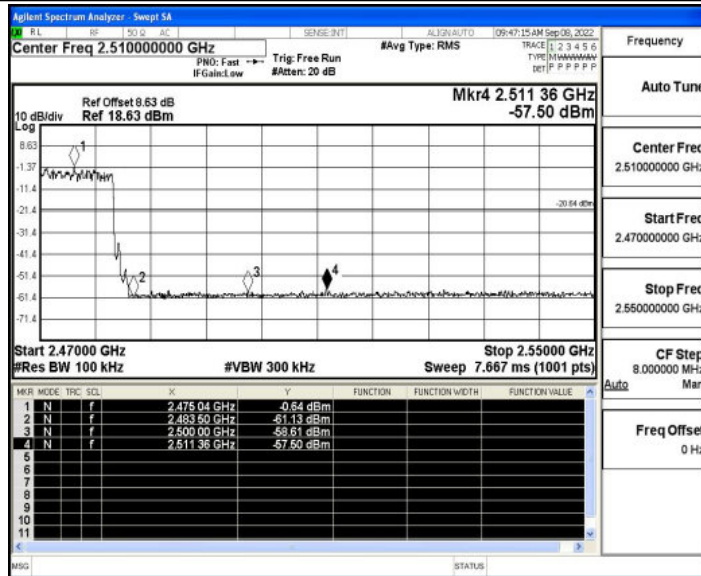 Agilent Spectrum Analyzer - Swept SA
RL RF 50 Ω AC SENSE:INT ALIGNAUTO 09:47:15 AM Sep 08, 2022
Center Freq 2.510000000 GHz #Avg Type: RMS TRACE 1 2 3 4 5 6
PNO: Fast Trig: Free Run TYPE MWWWWW
IFGain:Low #Atten: 20 dB DET P P P P P P
Frequency
Auto Tune
Center Freq
2.510000000 GHz
Start Freq
2.470000000 GHz
Stop Freq
2.550000000 GHz
CF Step
8.000000 MHz
Auto Man
Freq Offset
0 Hz
Mkr4 2.511 36 GHz
-57.50 dBm
Ref Offset 8.63 dB
10 dB/div Ref 18.63 dBm
Log
8.63
-1.37
-11.4
-21.4
-31.4
-41.4
-51.4
-61.4
-71.4
1
-20.64 dBm
2
3
4
Start 2.47000 GHz Stop 2.55000 GHz
#Res BW 100 kHz #VBW 300 kHz Sweep 7.667 ms (1001 pts)
MKR MODE TRC SCL X Y FUNCTION FUNCTION WIDTH FUNCTION VALUE
1 N f 2.475 04 GHz -0.64 dBm
2 N f 2.483 50 GHz -61.13 dBm
3 N f 2.500 00 GHz -58.61 dBm
4 N f 2.511 36 GHz -57.50 dBm
5
6
7
8
9
10
11
MSG STATUS